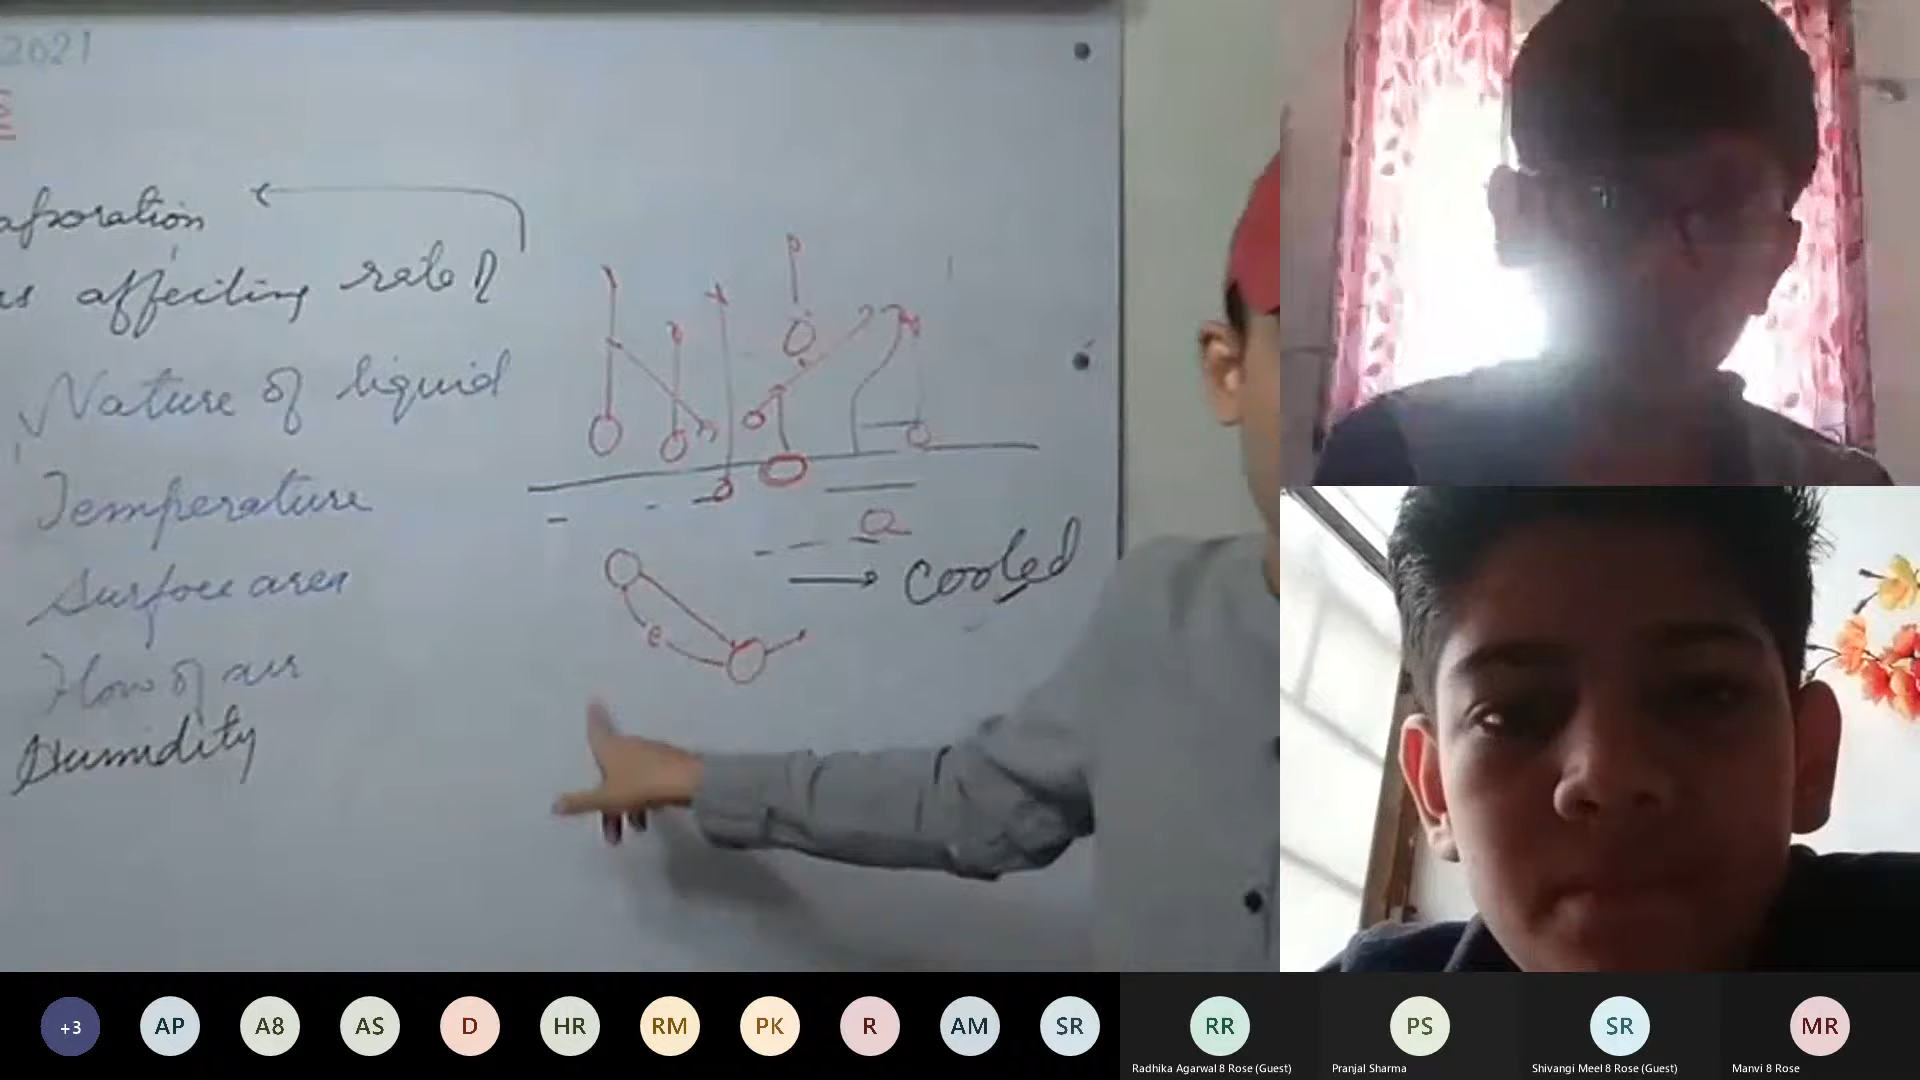 2021
aporation
rs affecting rate of
Nature of liquid
Temperature
Surface area
Flow of air
Humidity
e
cooled
+3
AP
A8
AS
D
HR
RM
PK
R
AM
SR
RR
PS
SR
MR
Radhika Agarwal 8 Rose (Guest)
Pranjal Sharma
Shivangi Meel 8 Rose (Guest)
Manvi 8 Rose